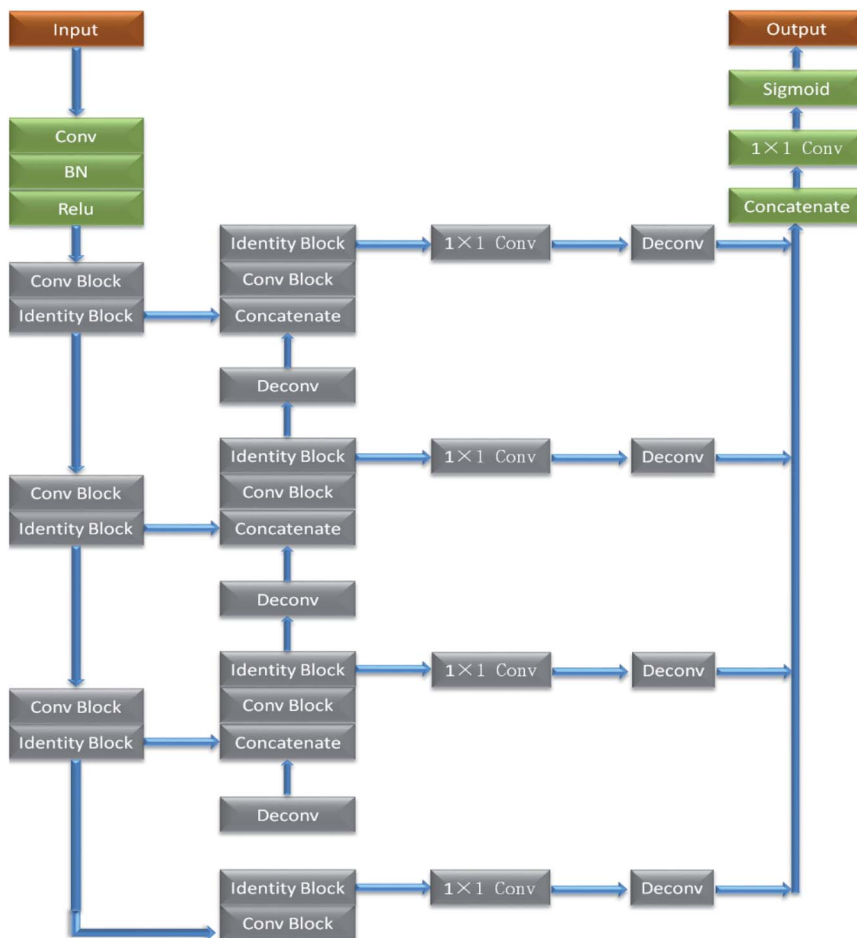 Input
Output
Sigmoid
Conv
1×1 Conv
BN
Relu
Concatenate
Identity Block
1×1 Conv
Deconv
Conv Block
Conv Block
Identity Block
Concatenate
Deconv
Identity Block
1×1 Conv
Deconv
Conv Block
Conv Block
Identity Block
Concatenate
Deconv
Identity Block
1×1 Conv
Deconv
Conv Block
Conv Block
Identity Block
Concatenate
Deconv
Identity Block
1×1 Conv
Deconv
Conv Block